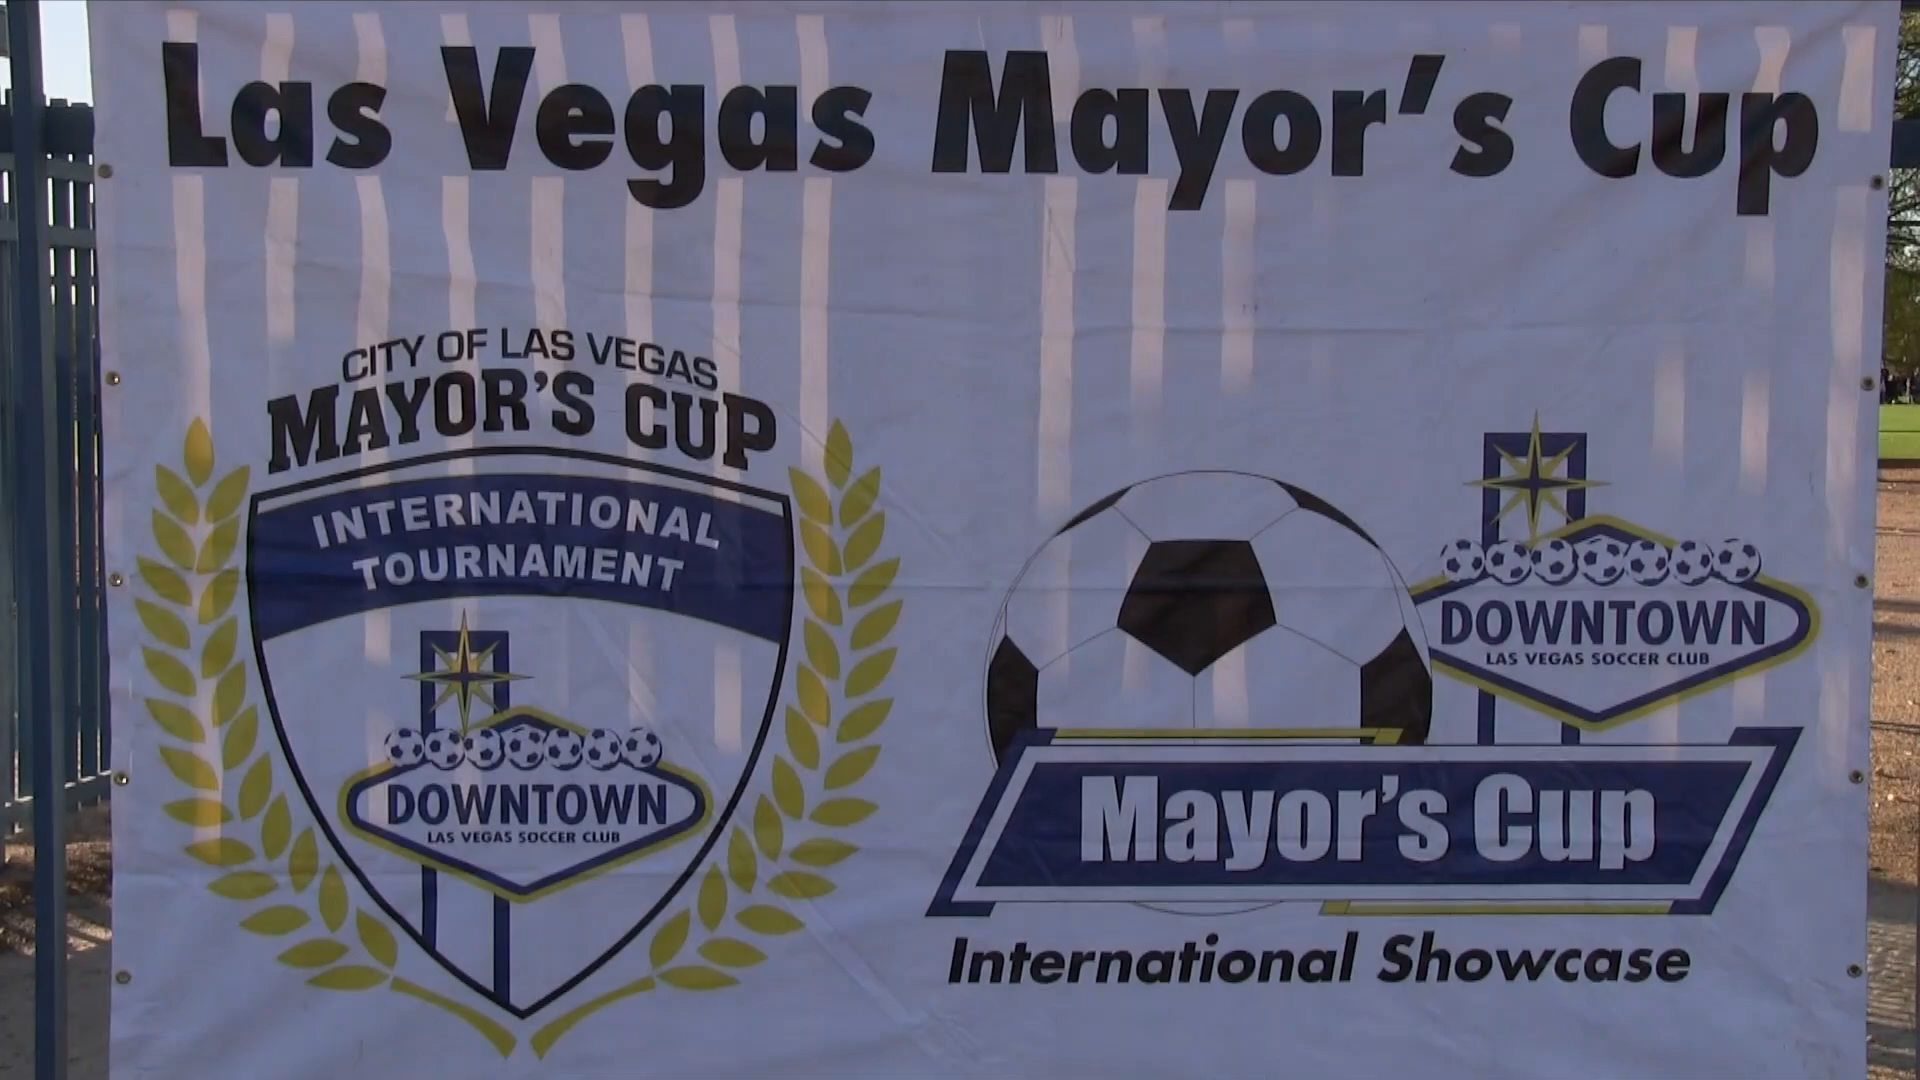 Las Vegas Mayor's Cup
CITY OF LAS VEGAS
MAYOR'S CUP
INTERNATIONAL
TOURNAMENT
DOWNTOWN
LAS VEGAS SOCCER CLUB
DOWNTOWN
LAS VEGAS SOCCER CLUB
Mayor's Cup
International Showcase